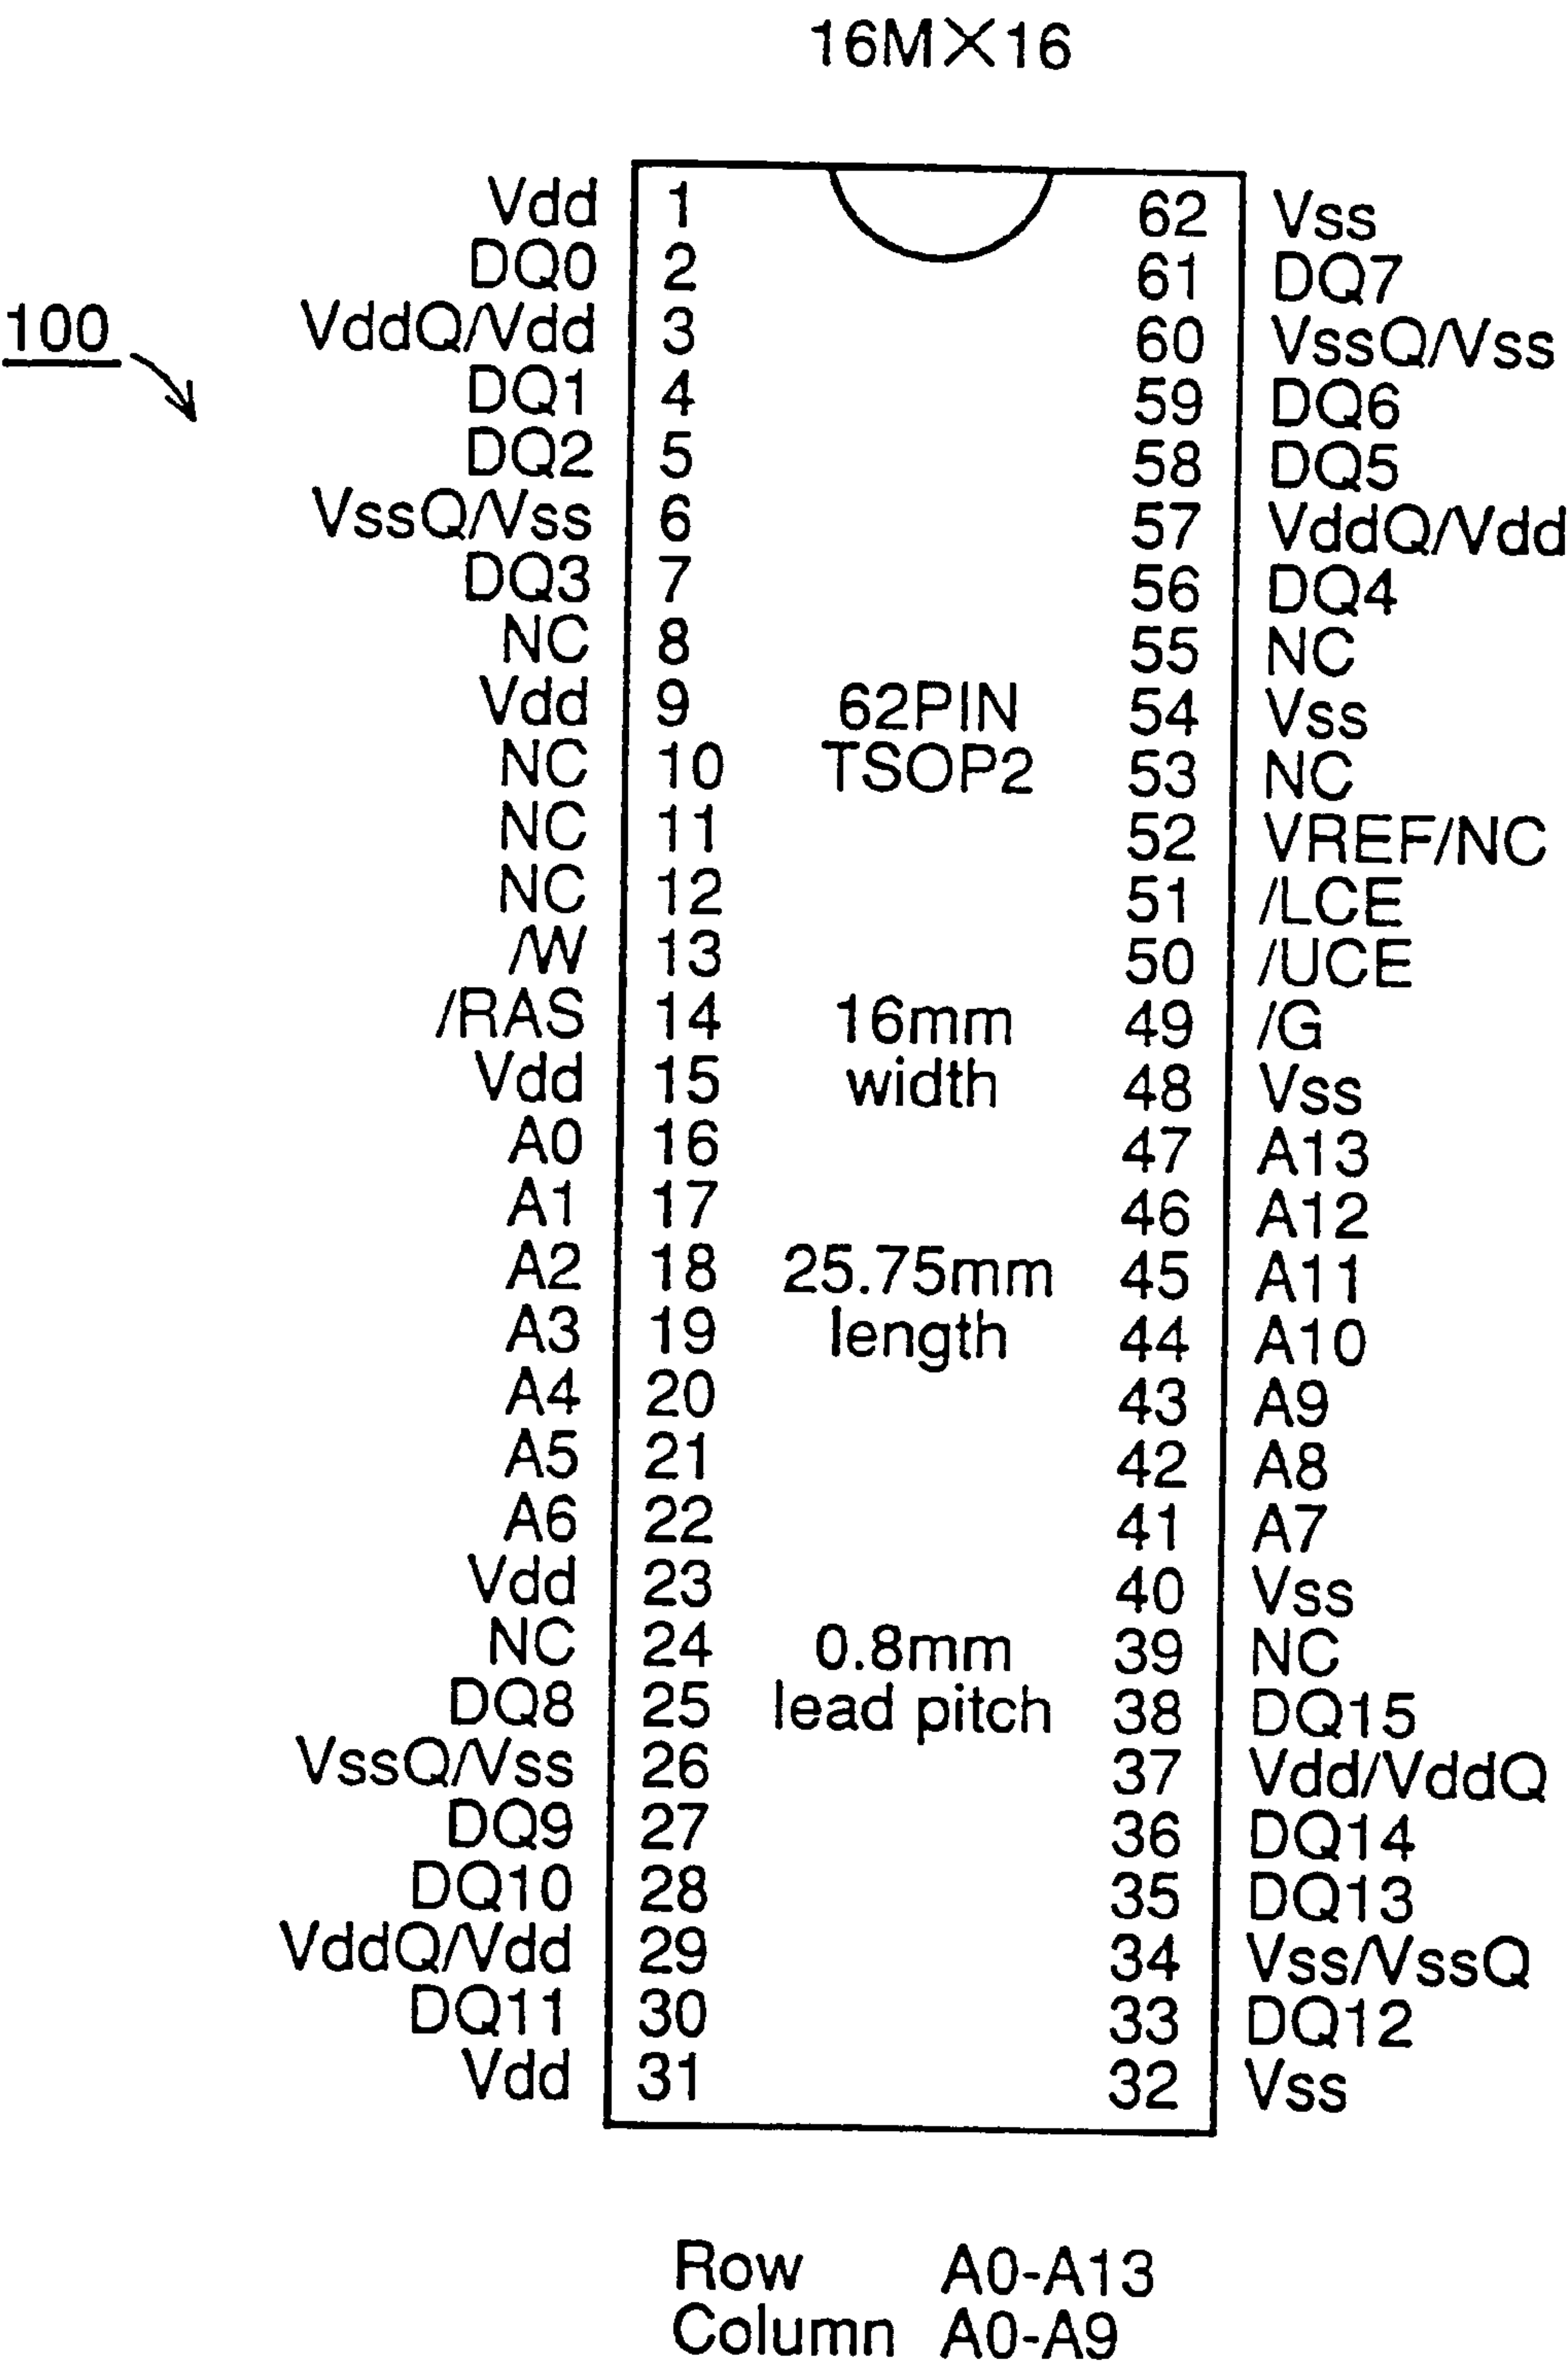 16M×16
Vdd 1 62 Vss
DQ0 2 61 DQ7
100 VddQ/Vdd 3 60 VssQ/Vss
DQ1 4 59 DQ6
DQ2 5 58 DQ5
VssQ/Vss 6 57 VddQ/Vdd
DQ3 7 56 DQ4
NC 8 55 NC
Vdd 9 62PIN 54 Vss
NC 10 TSOP2 53 NC
NC 11 52 VREF/NC
NC 12 51 /LCE
/W 13 50 /UCE
/RAS 14 16mm 49 /G
Vdd 15 width 48 Vss
A0 16 47 A13
A1 17 46 A12
A2 18 25.75mm 45 A11
A3 19 length 44 A10
A4 20 43 A9
A5 21 42 A8
A6 22 41 A7
Vdd 23 40 Vss
NC 24 0.8mm 39 NC
DQ8 25 lead pitch 38 DQ15
VssQ/Vss 26 37 Vdd/VddQ
DQ9 27 36 DQ14
DQ10 28 35 DQ13
VddQ/Vdd 29 34 Vss/VssQ
DQ11 30 33 DQ12
Vdd 31 32 Vss
Row A0-A13
Column A0-A9